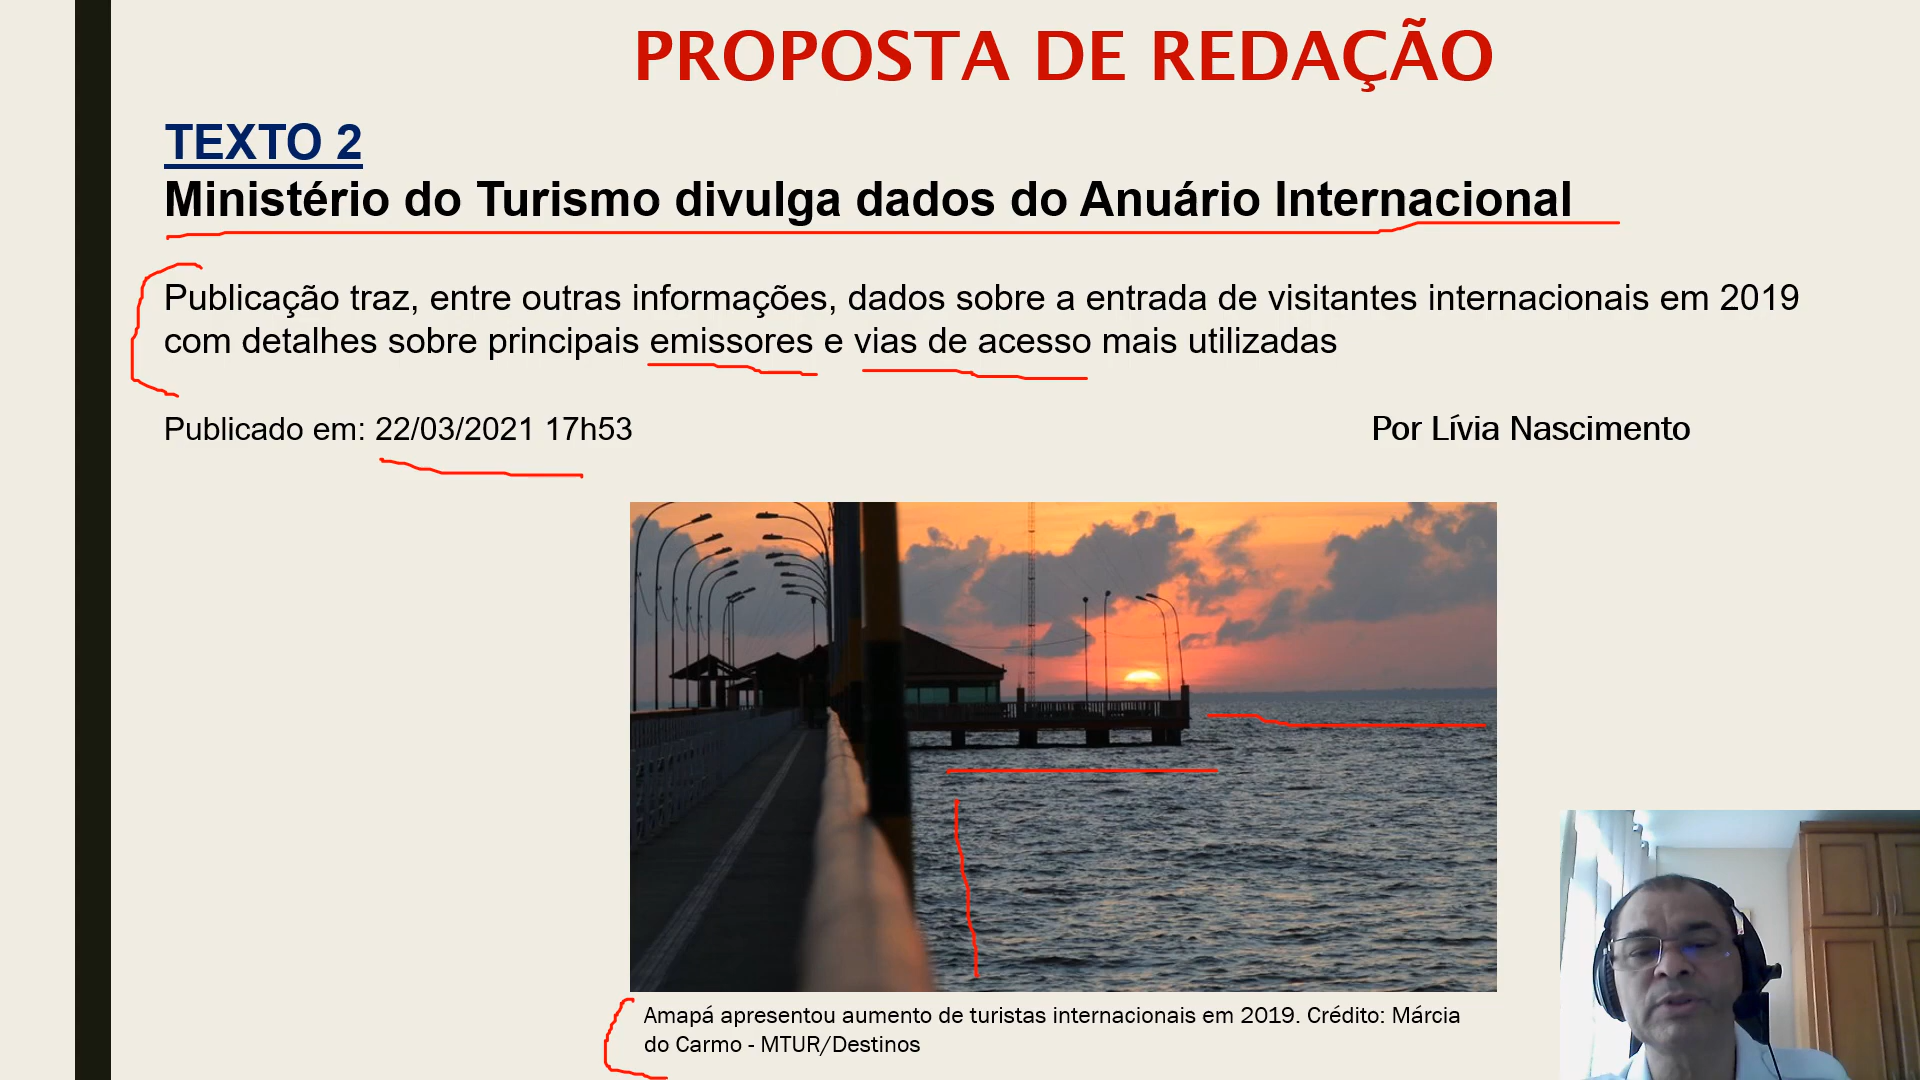 PROPOSTA DE REDAÇÃO
TEXTO 2
Ministério do Turismo divulga dados do Anuário Internacional
Publicação traz, entre outras informações, dados sobre a entrada de visitantes internacionais em 2019
com detalhes sobre principais emissores e vias de acesso mais utilizadas
Publicado em: 22/03/2021 17h53
Por Lívia Nascimento
Amapá apresentou aumento de turistas internacionais em 2019. Crédito: Márcia
do Carmo - MTUR/Destinos